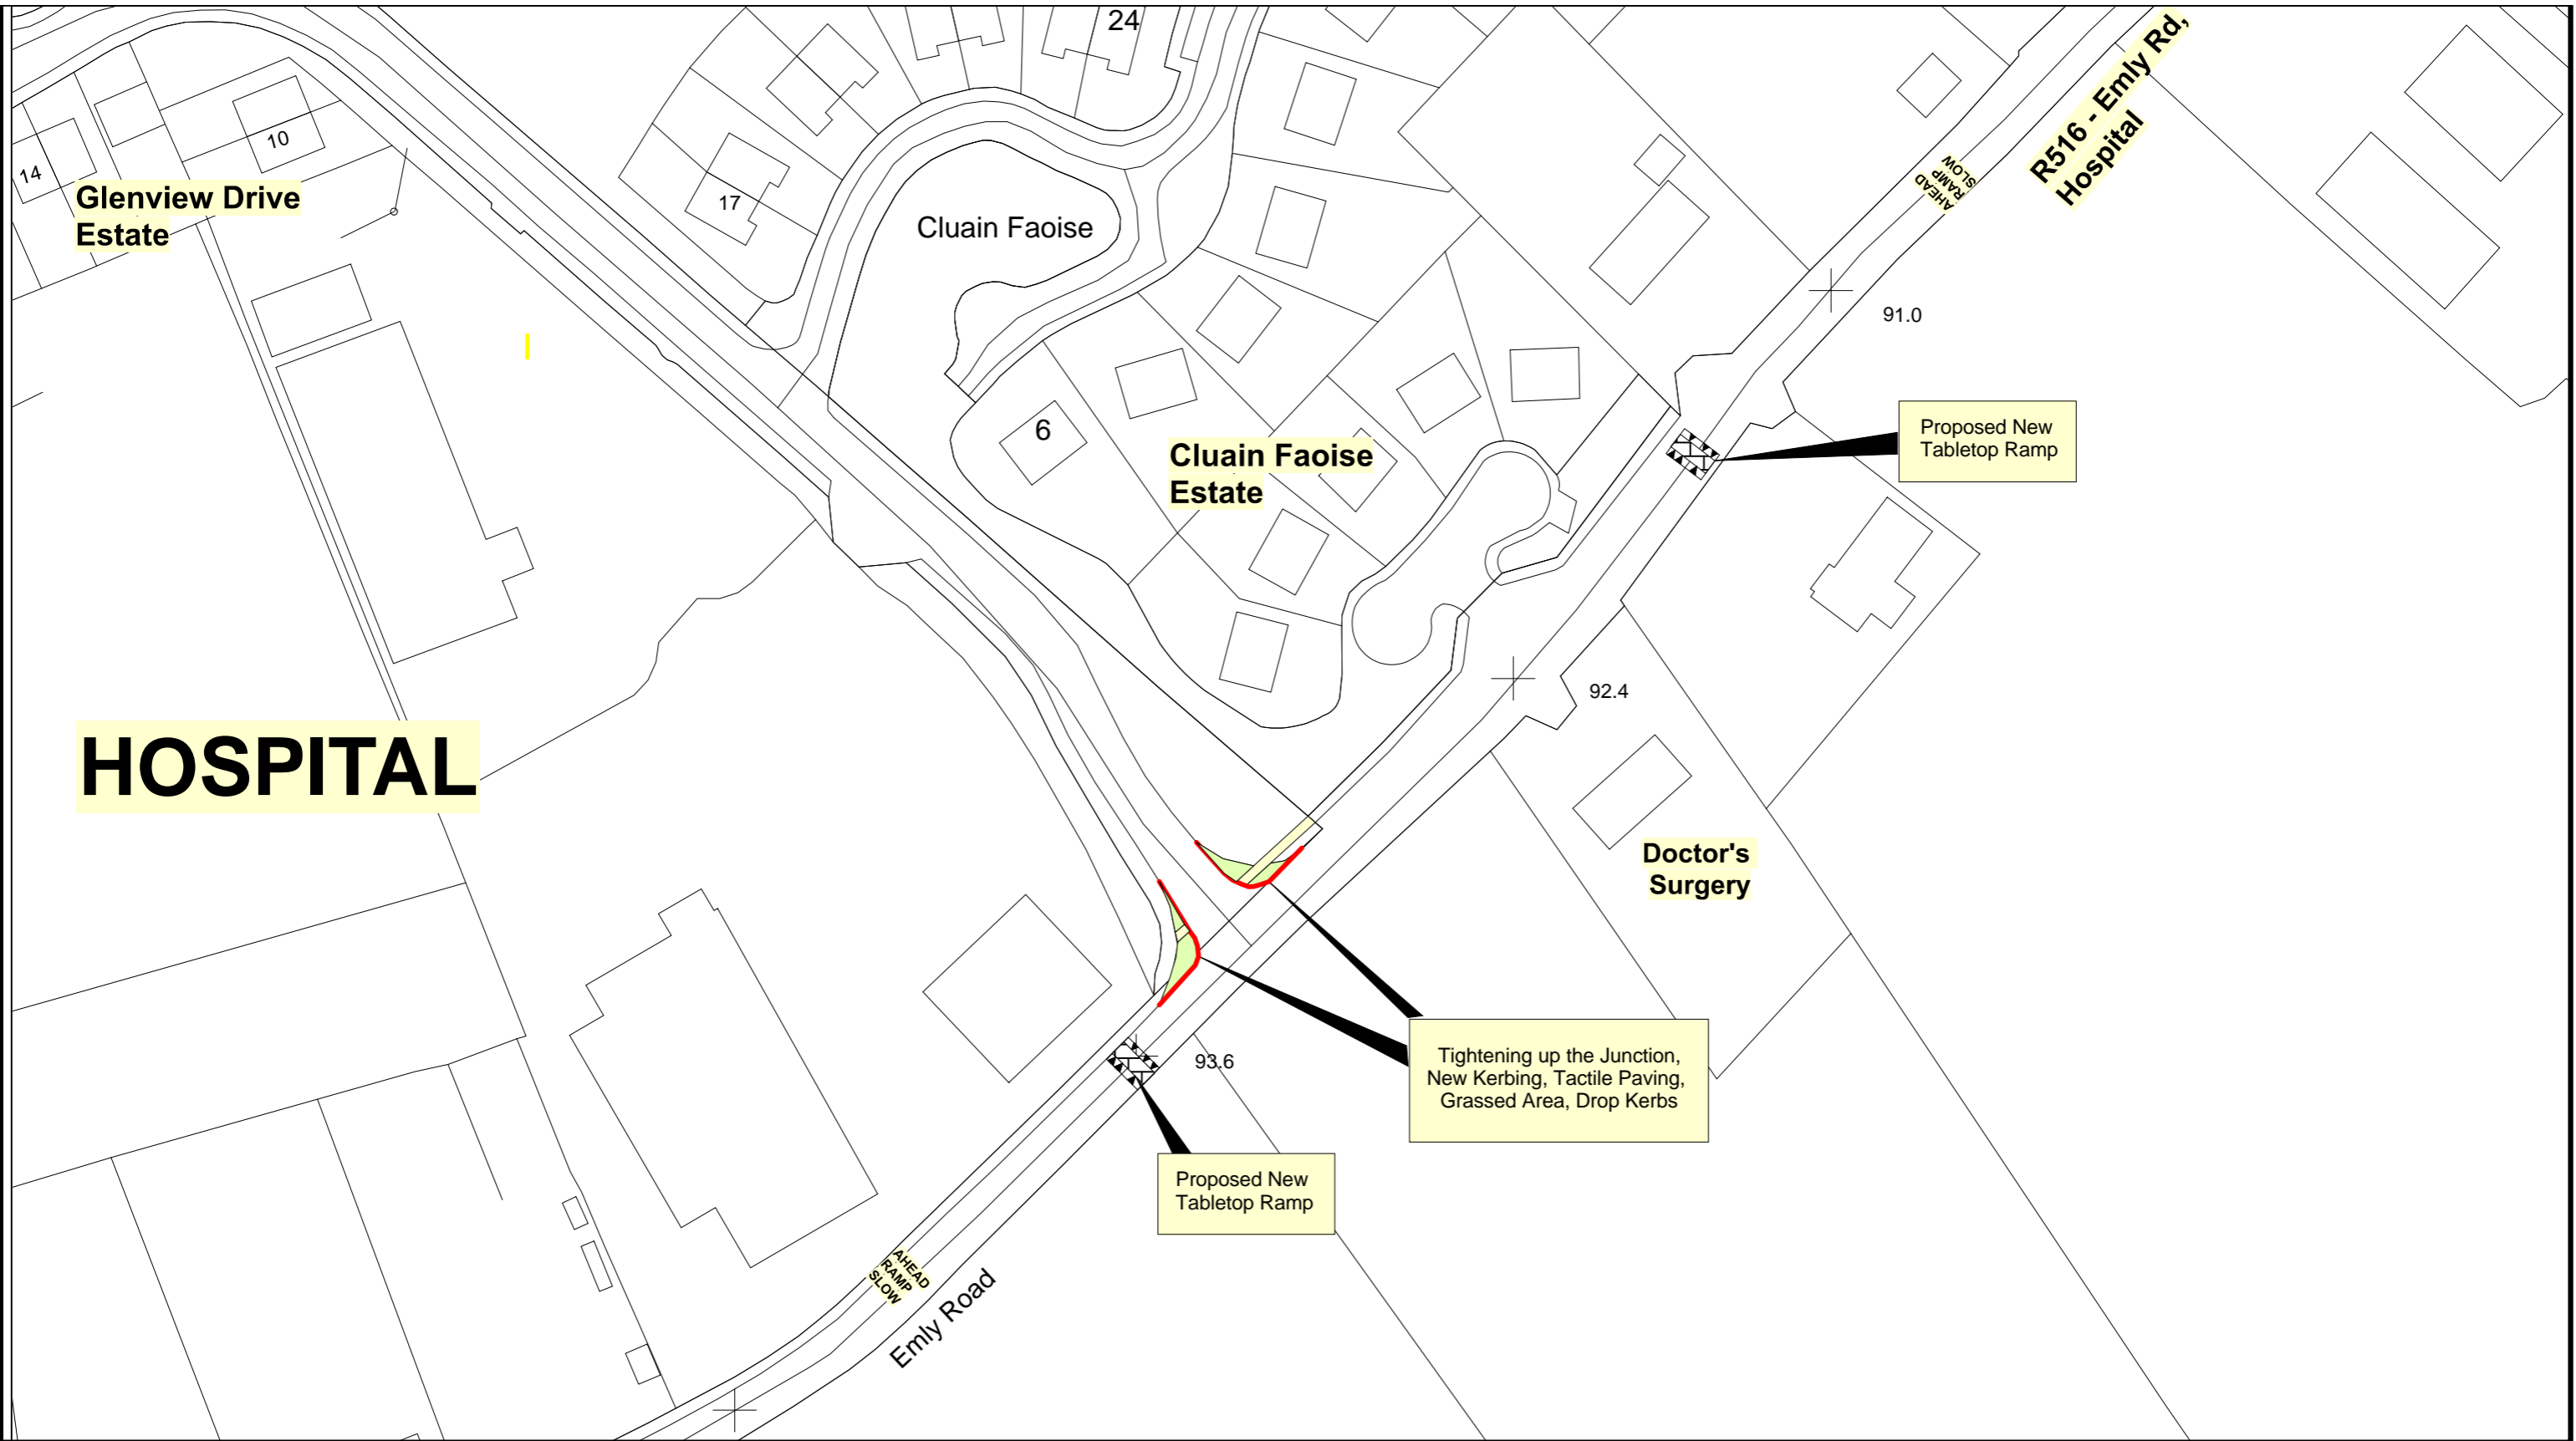 24
R516 - Emly Rd,
Hospital
10
14
Glenview Drive
Estate
17
Cluain Faoise
SLOW
RAMP
AHEAD
91.0
Proposed New
Tabletop Ramp
6
Cluain Faoise
Estate
92.4
HOSPITAL
Doctor's
Surgery
93.6
Tightening up the Junction,
New Kerbing, Tactile Paving,
Grassed Area, Drop Kerbs
Proposed New
Tabletop Ramp
AHEAD
RAMP
SLOW
Emly Road